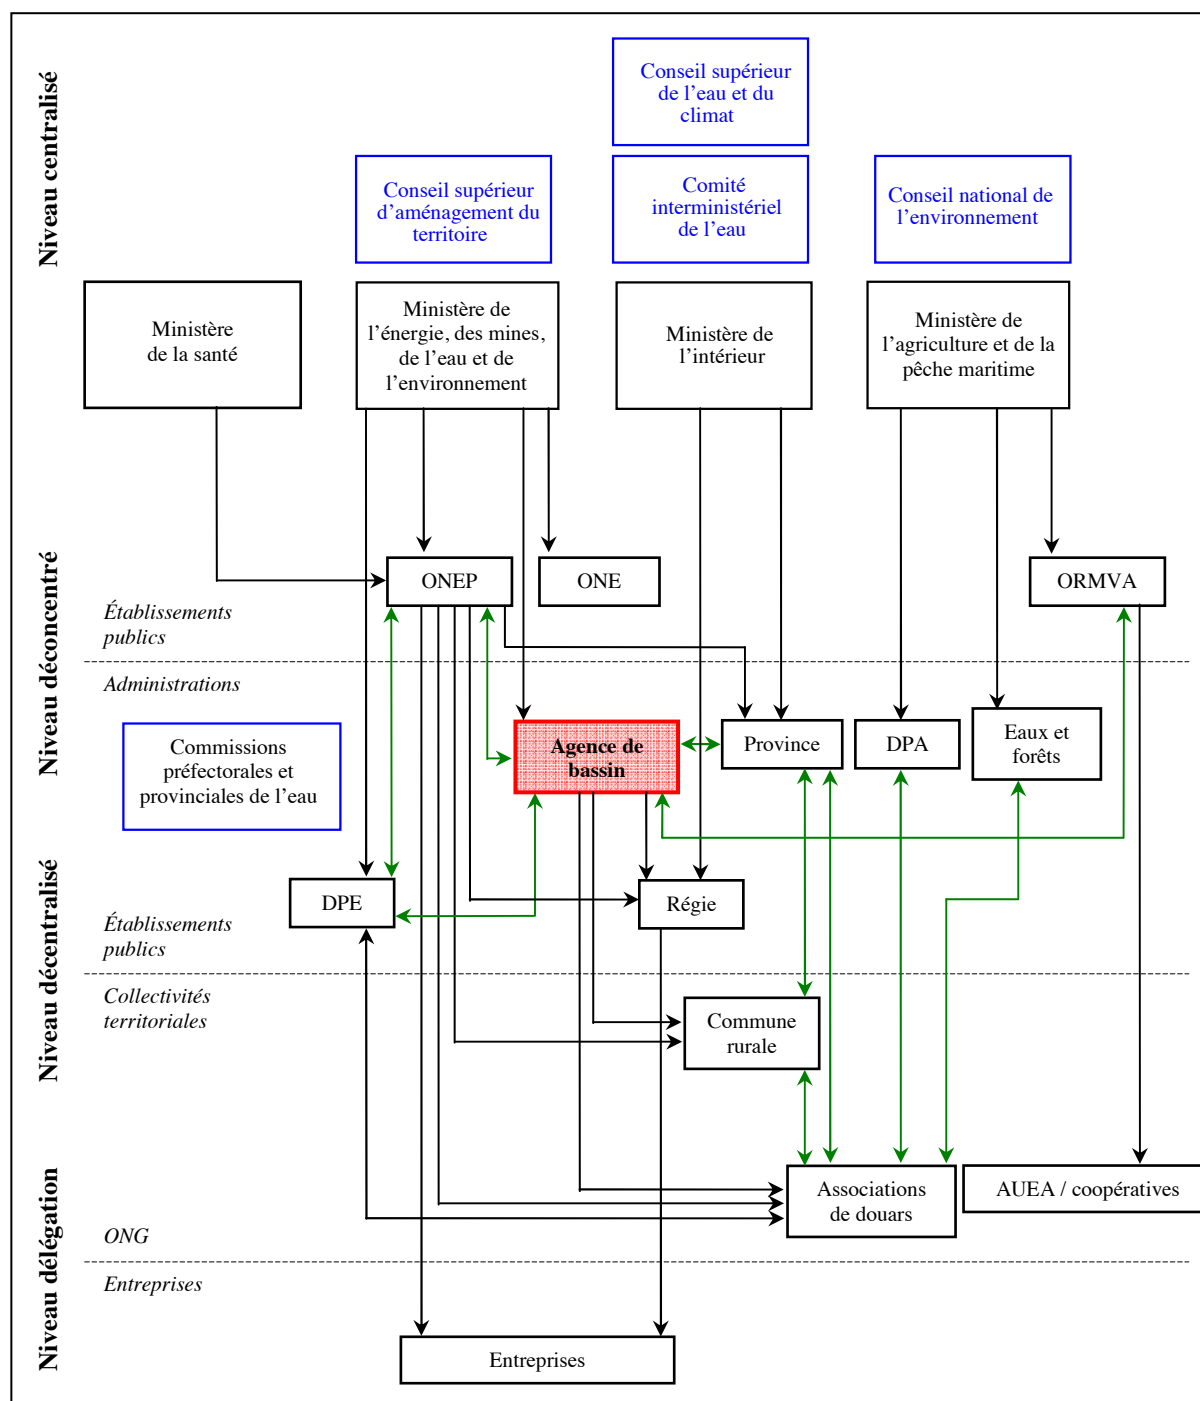 Niveau centralisé
Conseil supérieur
de l'eau et du
climat
Conseil supérieur
d'aménagement du
territoire
Comité
interministériel
de l'eau
Conseil national de
l'environnement
Ministère
de la santé
Ministère de
l'énergie, des mines,
de l'eau et de
l'environnement
Ministère de
l'intérieur
Ministère de
l'agriculture et de la
pêche maritime
Niveau déconcentré
ONEP
ONE
ORMVA
Établissements
publics
Administrations
Commissions
préfectorales et
provinciales de l'eau
Agence de
bassin
Province
DPA
Eaux et
forêts
Niveau décentralisé
DPE
Régie
Établissements
publics
Collectivités
territoriales
Commune
rurale
Niveau délégation
Associations
de douars
AUEA / coopératives
ONG
Entreprises
Entreprises